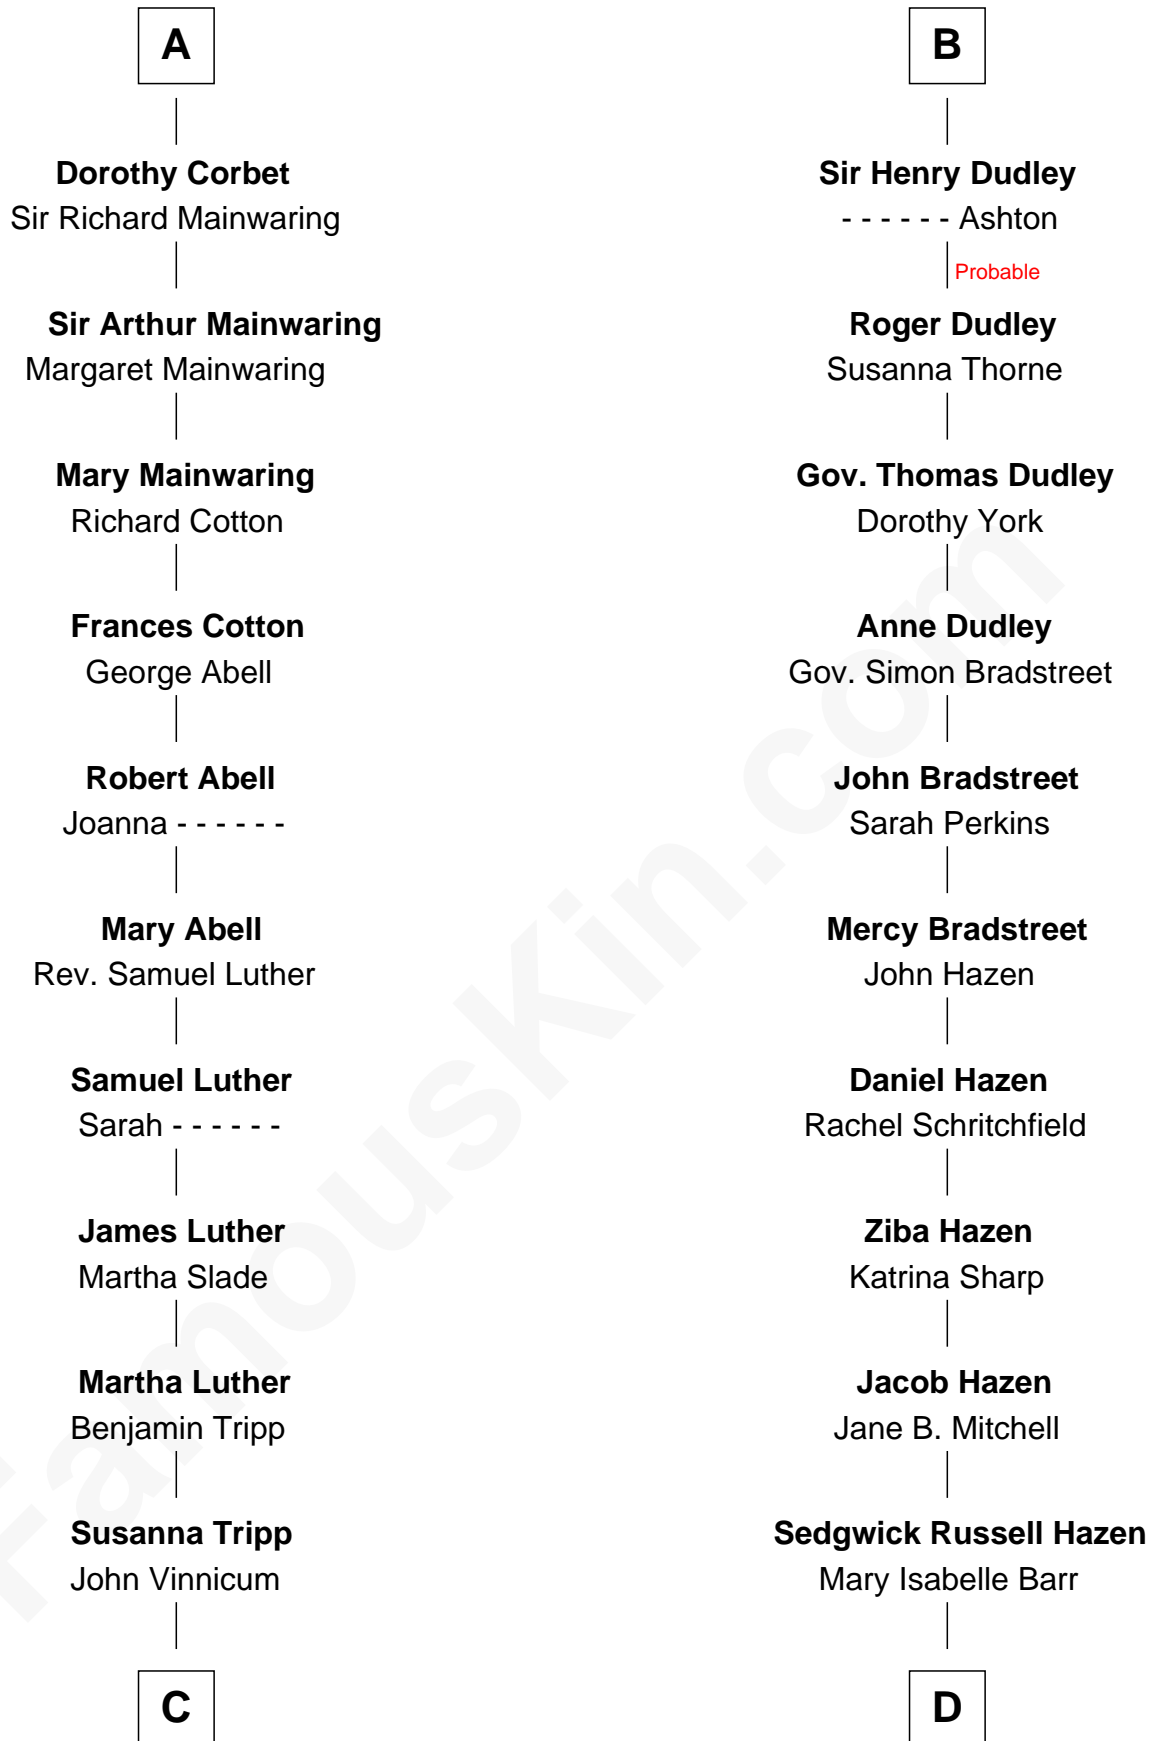 A
Dorothy Corbet
Sir Richard Mainwaring
Sir Arthur Mainwaring
Margaret Mainwaring
Mary Mainwaring
Richard Cotton
Frances Cotton
George Abell
Robert Abell
Joanna - - - - - -
Mary Abell
Rev. Samuel Luther
Samuel Luther
Sarah - - - - - -
James Luther
Martha Slade
Martha Luther
Benjamin Tripp
Susanna Tripp
John Vinnicum
C
B
Sir Henry Dudley
- - - - - - Ashton
Probable
Roger Dudley
Susanna Thorne
Gov. Thomas Dudley
Dorothy York
Anne Dudley
Gov. Simon Bradstreet
John Bradstreet
Sarah Perkins
Mercy Bradstreet
John Hazen
Daniel Hazen
Rachel Schritchfield
Ziba Hazen
Katrina Sharp
Jacob Hazen
Jane B. Mitchell
Sedgwick Russell Hazen
Mary Isabelle Barr
D
FamousKin.com